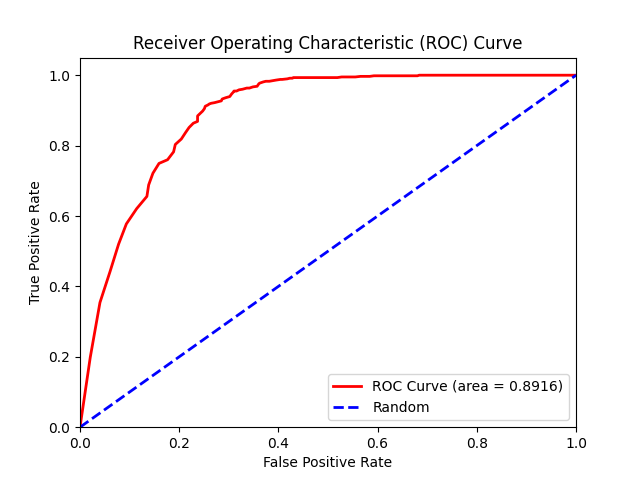 Receiver Operating Characteristic (ROC) Curve
1.0
0.8
0.6
0.4
0.2
0.0
True Positive Rate
ROC Curve (area = 0.8916)
Random
0.0 0.2 0.4 0.6 0.8 1.0
False Positive Rate